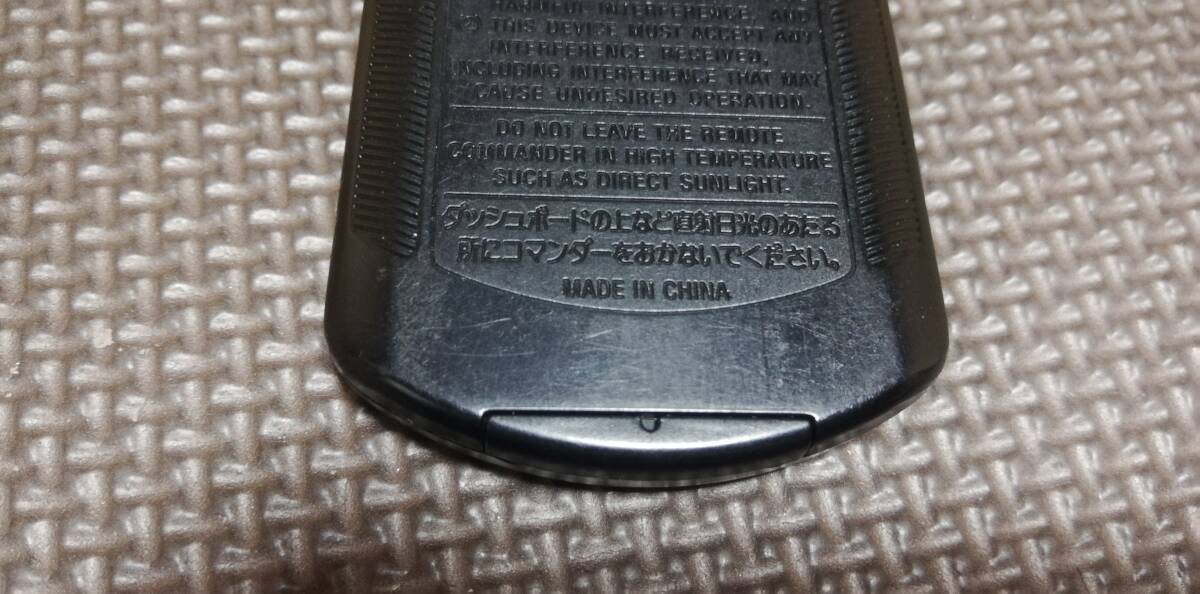 HARMFUL INTERFERENCE, AND
THIS DEVICE MUST ACCEPT ANY
INTERFERENCE RECEIVED,
INCLUDING INTERFERENCE THAT MAY
CAUSE UNDESIRED OPERATION.
DO NOT LEAVE THE REMOTE
COMMANDER IN HIGH TEMPERATURE
SUCH AS DIRECT SUNLIGHT.
ダッシュボードの上など直射日光のあたる
所にコマンダーをおかないでください。
MADE IN CHINA